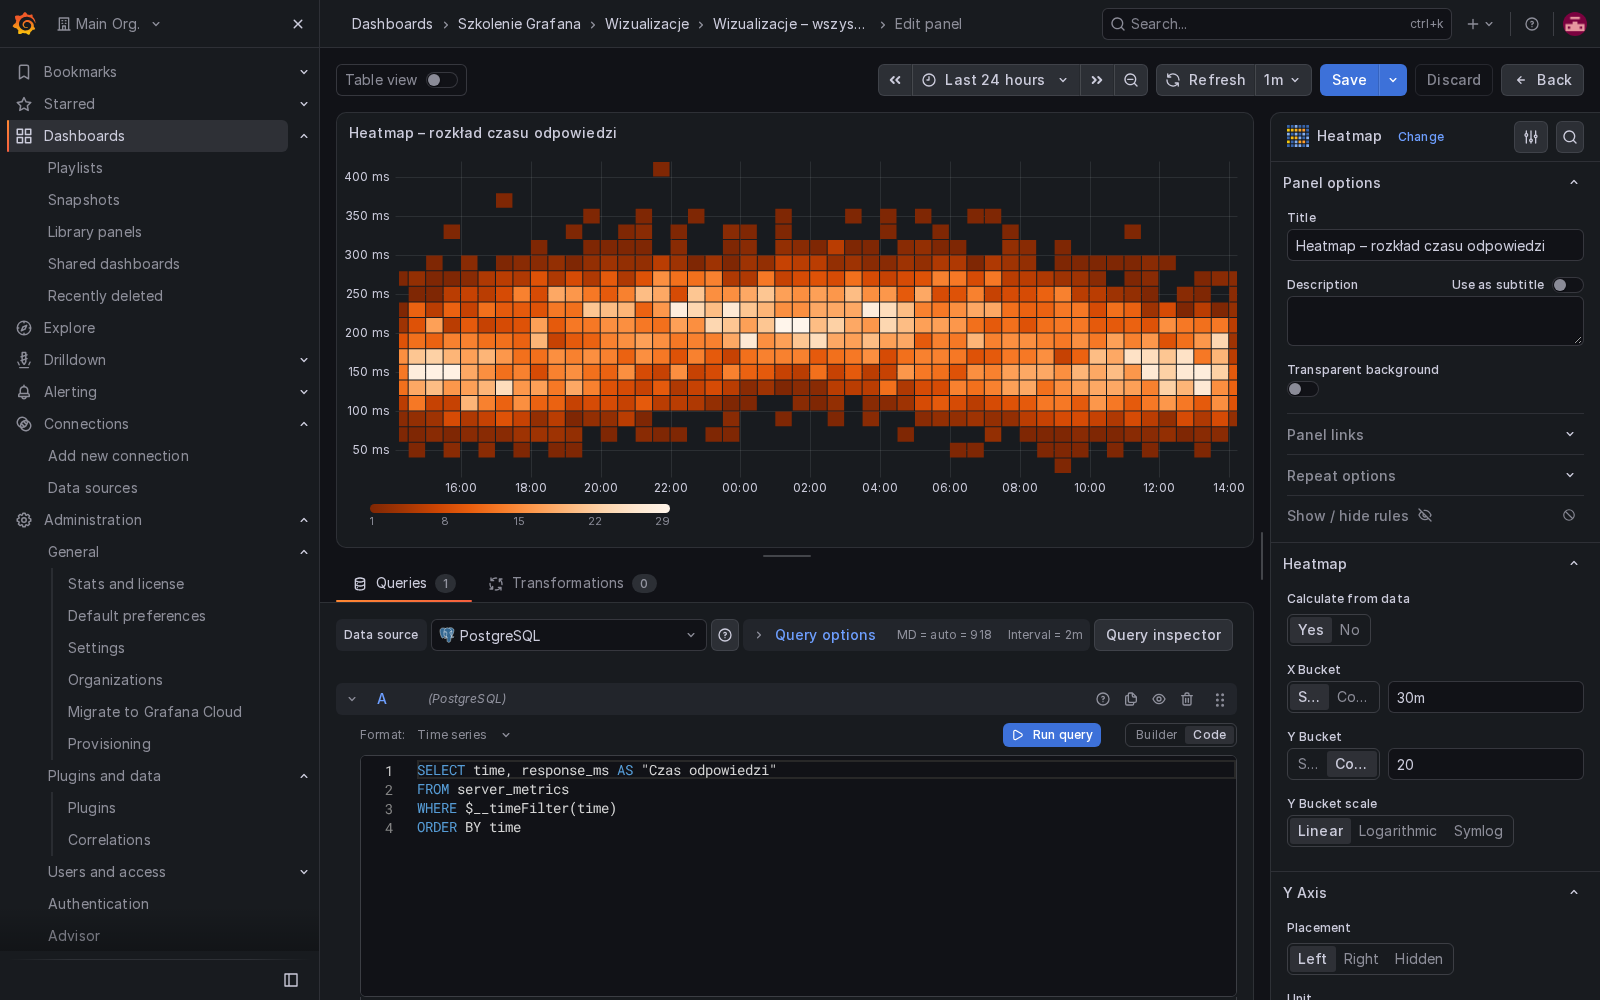 Main Org.
Dashboards › Szkolenie Grafana › Wizualizacje › Wizualizacje – wszys... › Edit panel
Search...
ctrl+k
Bookmarks
Starred
Dashboards
Playlists
Snapshots
Library panels
Shared dashboards
Recently deleted
Explore
Drilldown
Alerting
Connections
Add new connection
Data sources
Administration
General
Stats and license
Default preferences
Settings
Organizations
Migrate to Grafana Cloud
Provisioning
Plugins and data
Plugins
Correlations
Users and access
Authentication
Advisor
Table view
Last 24 hours
Refresh
1m
Save
Discard
Back
Heatmap – rozkład czasu odpowiedzi
400 ms
350 ms
300 ms
250 ms
200 ms
150 ms
100 ms
50 ms
16:00 18:00 20:00 22:00 00:00 02:00 04:00 06:00 08:00 10:00 12:00 14:00
1 8 15 22 29
Queries 1
Transformations 0
Data source
PostgreSQL
Query options
MD = auto = 918
Interval = 2m
Query inspector
A
(PostgreSQL)
Format: Time series
Run query
Builder
Code
1 SELECT time, response_ms AS "Czas odpowiedzi"
2 FROM server_metrics
3 WHERE $__timeFilter(time)
4 ORDER BY time
Heatmap
Change
Panel options
Title
Heatmap – rozkład czasu odpowiedzi
Description
Use as subtitle
Transparent background
Panel links
Repeat options
Show / hide rules
Heatmap
Calculate from data
Yes No
X Bucket
S... Co...
30m
Y Bucket
S... Co...
20
Y Bucket scale
Linear Logarithmic Symlog
Y Axis
Placement
Left Right Hidden
Unit